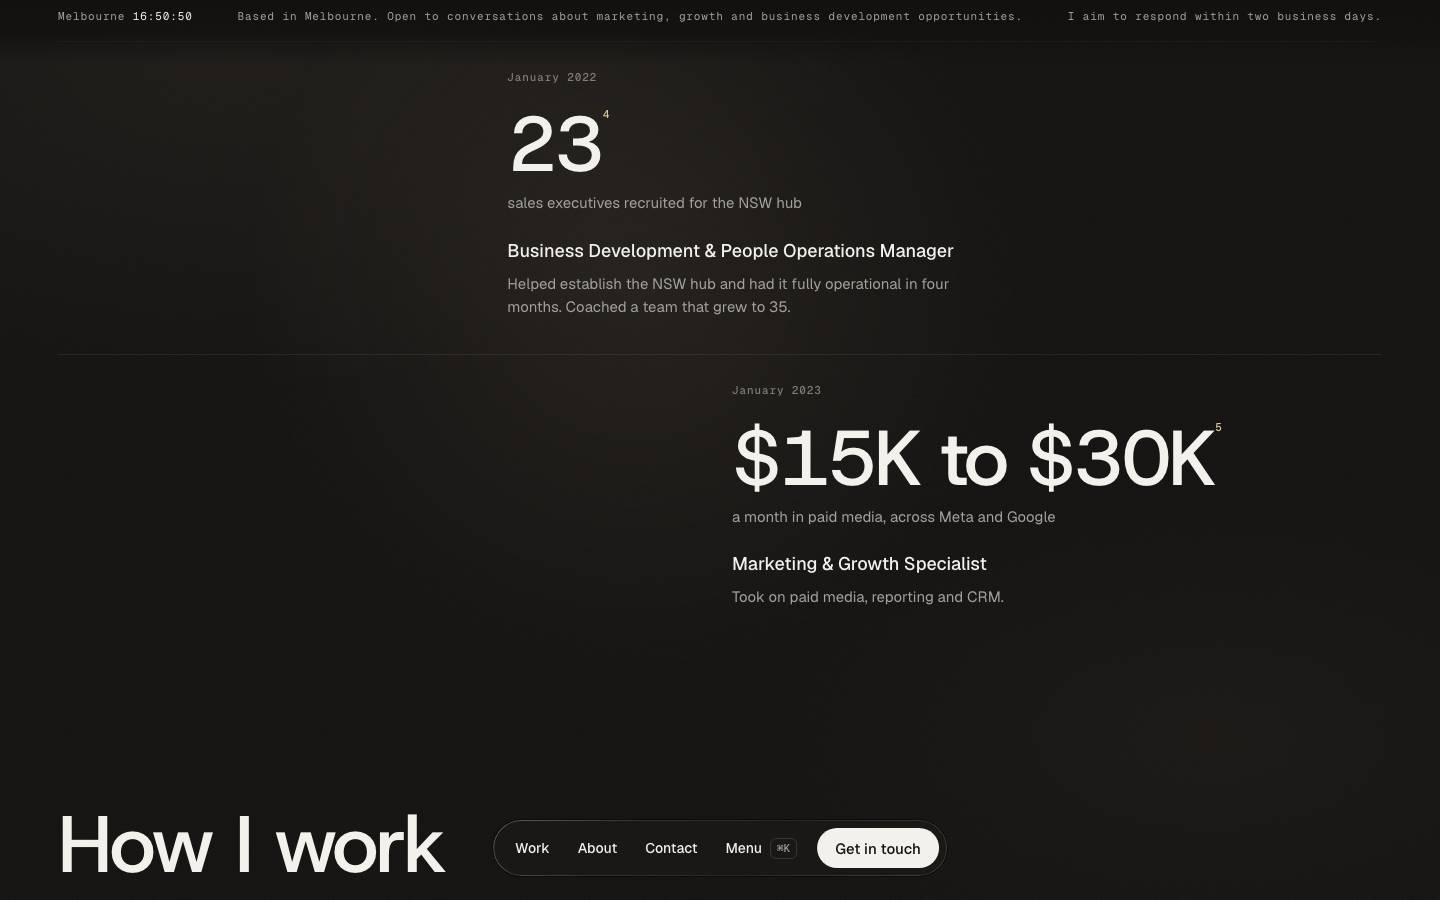 Melbourne 16:50:50 Based in Melbourne. Open to conversations about marketing, growth and business development opportunities. I aim to respond within two business days.
January 2022
23 4
sales executives recruited for the NSW hub
Business Development & People Operations Manager
Helped establish the NSW hub and had it fully operational in four
months. Coached a team that grew to 35.
January 2023
$15K to $30K 5
a month in paid media, across Meta and Google
Marketing & Growth Specialist
Took on paid media, reporting and CRM.
How I work
Work About Contact Menu ⌘K Get in touch